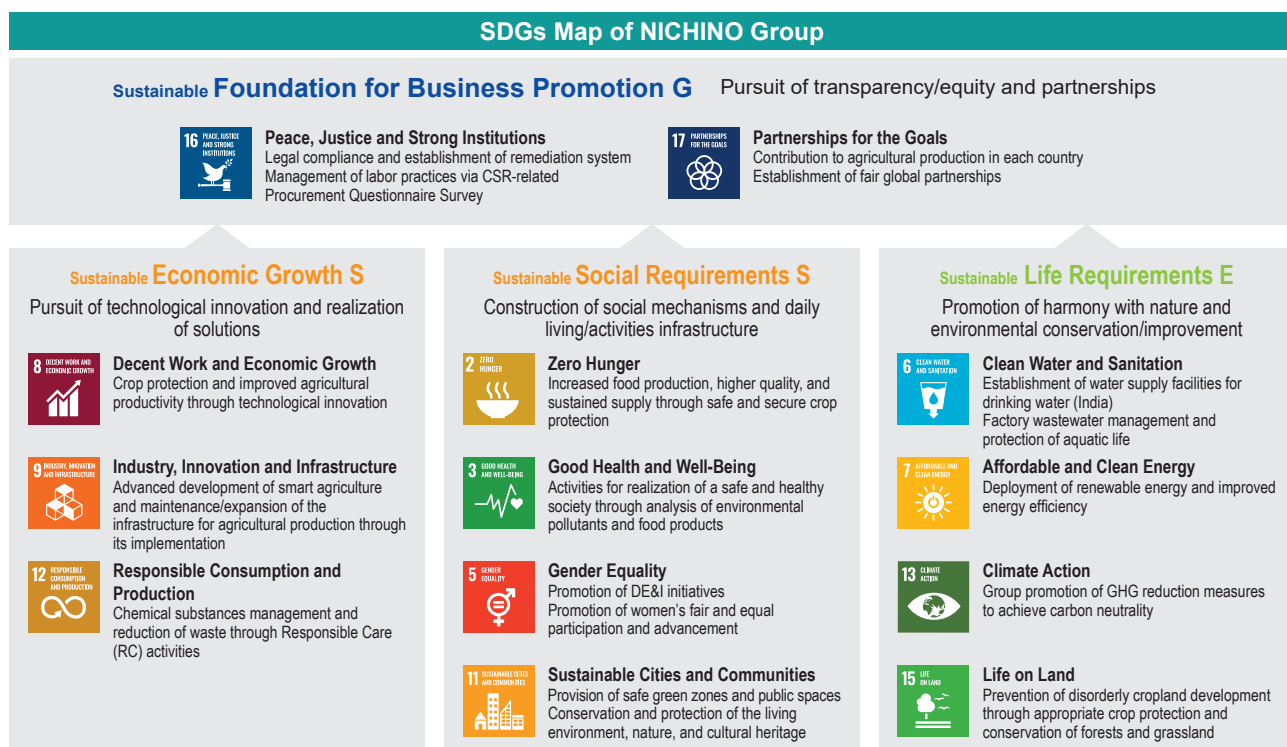 SDGs Map of NICHINO Group
Sustainable Foundation for Business Promotion G Pursuit of transparency/equity and partnerships
16 PEACE, JUSTICE
AND STRONG
INSTITUTIONS
Peace, Justice and Strong Institutions
Legal compliance and establishment of remediation system
Management of labor practices via CSR-related
Procurement Questionnaire Survey
17 PARTNERSHIPS
FOR THE GOALS
Partnerships for the Goals
Contribution to agricultural production in each country
Establishment of fair global partnerships
Sustainable Economic Growth S
Pursuit of technological innovation and realization
of solutions
8 DECENT WORK AND
ECONOMIC GROWTH
Decent Work and Economic Growth
Crop protection and improved agricultural
productivity through technological innovation
9 INDUSTRY, INNOVATION
AND INFRASTRUCTURE
Industry, Innovation and Infrastructure
Advanced development of smart agriculture
and maintenance/expansion of the
infrastructure for agricultural production through
its implementation
12 RESPONSIBLE
CONSUMPTION
AND PRODUCTION
Responsible Consumption and
Production
Chemical substances management and
reduction of waste through Responsible Care
(RC) activities
Sustainable Social Requirements S
Construction of social mechanisms and daily
living/activities infrastructure
2 ZERO
HUNGER
Zero Hunger
Increased food production, higher quality, and
sustained supply through safe and secure crop
protection
3 GOOD HEALTH
AND WELL-BEING
Good Health and Well-Being
Activities for realization of a safe and healthy
society through analysis of environmental
pollutants and food products
5 GENDER
EQUALITY
Gender Equality
Promotion of DE&I initiatives
Promotion of women's fair and equal
participation and advancement
11 SUSTAINABLE CITIES
AND COMMUNITIES
Sustainable Cities and Communities
Provision of safe green zones and public spaces
Conservation and protection of the living
environment, nature, and cultural heritage
Sustainable Life Requirements E
Promotion of harmony with nature and
environmental conservation/improvement
6 CLEAN WATER
AND SANITATION
Clean Water and Sanitation
Establishment of water supply facilities for
drinking water (India)
Factory wastewater management and
protection of aquatic life
7 AFFORDABLE AND
CLEAN ENERGY
Affordable and Clean Energy
Deployment of renewable energy and improved
energy efficiency
13 CLIMATE
ACTION
Climate Action
Group promotion of GHG reduction measures
to achieve carbon neutrality
15 LIFE
ON LAND
Life on Land
Prevention of disorderly cropland development
through appropriate crop protection and
conservation of forests and grassland